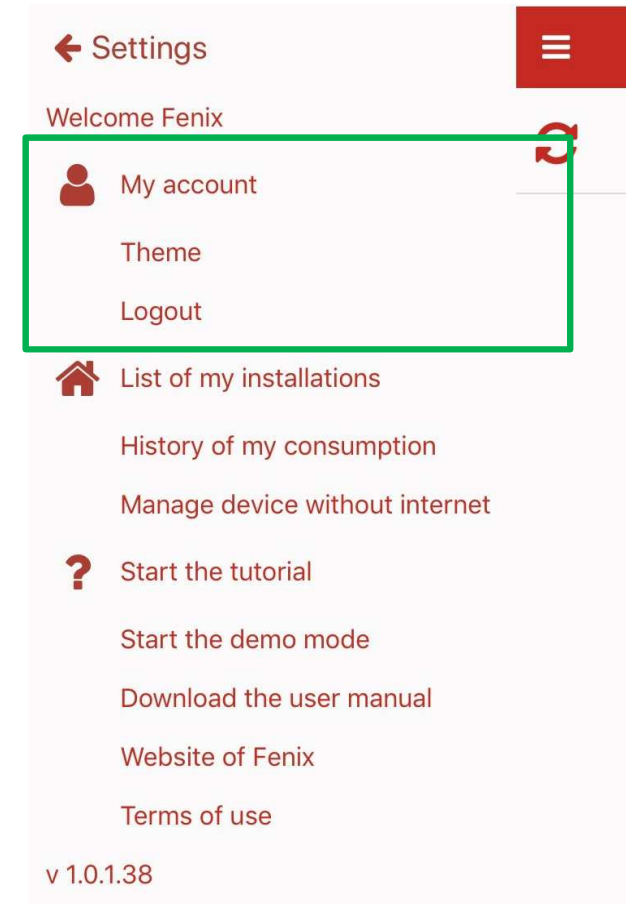 Settings
Welcome Fenix
My account
Theme
Logout
List of my installations
History of my consumption
Manage device without internet
Start the tutorial
Start the demo mode
Download the user manual
Website of Fenix
Terms of use
v 1.0.1.38